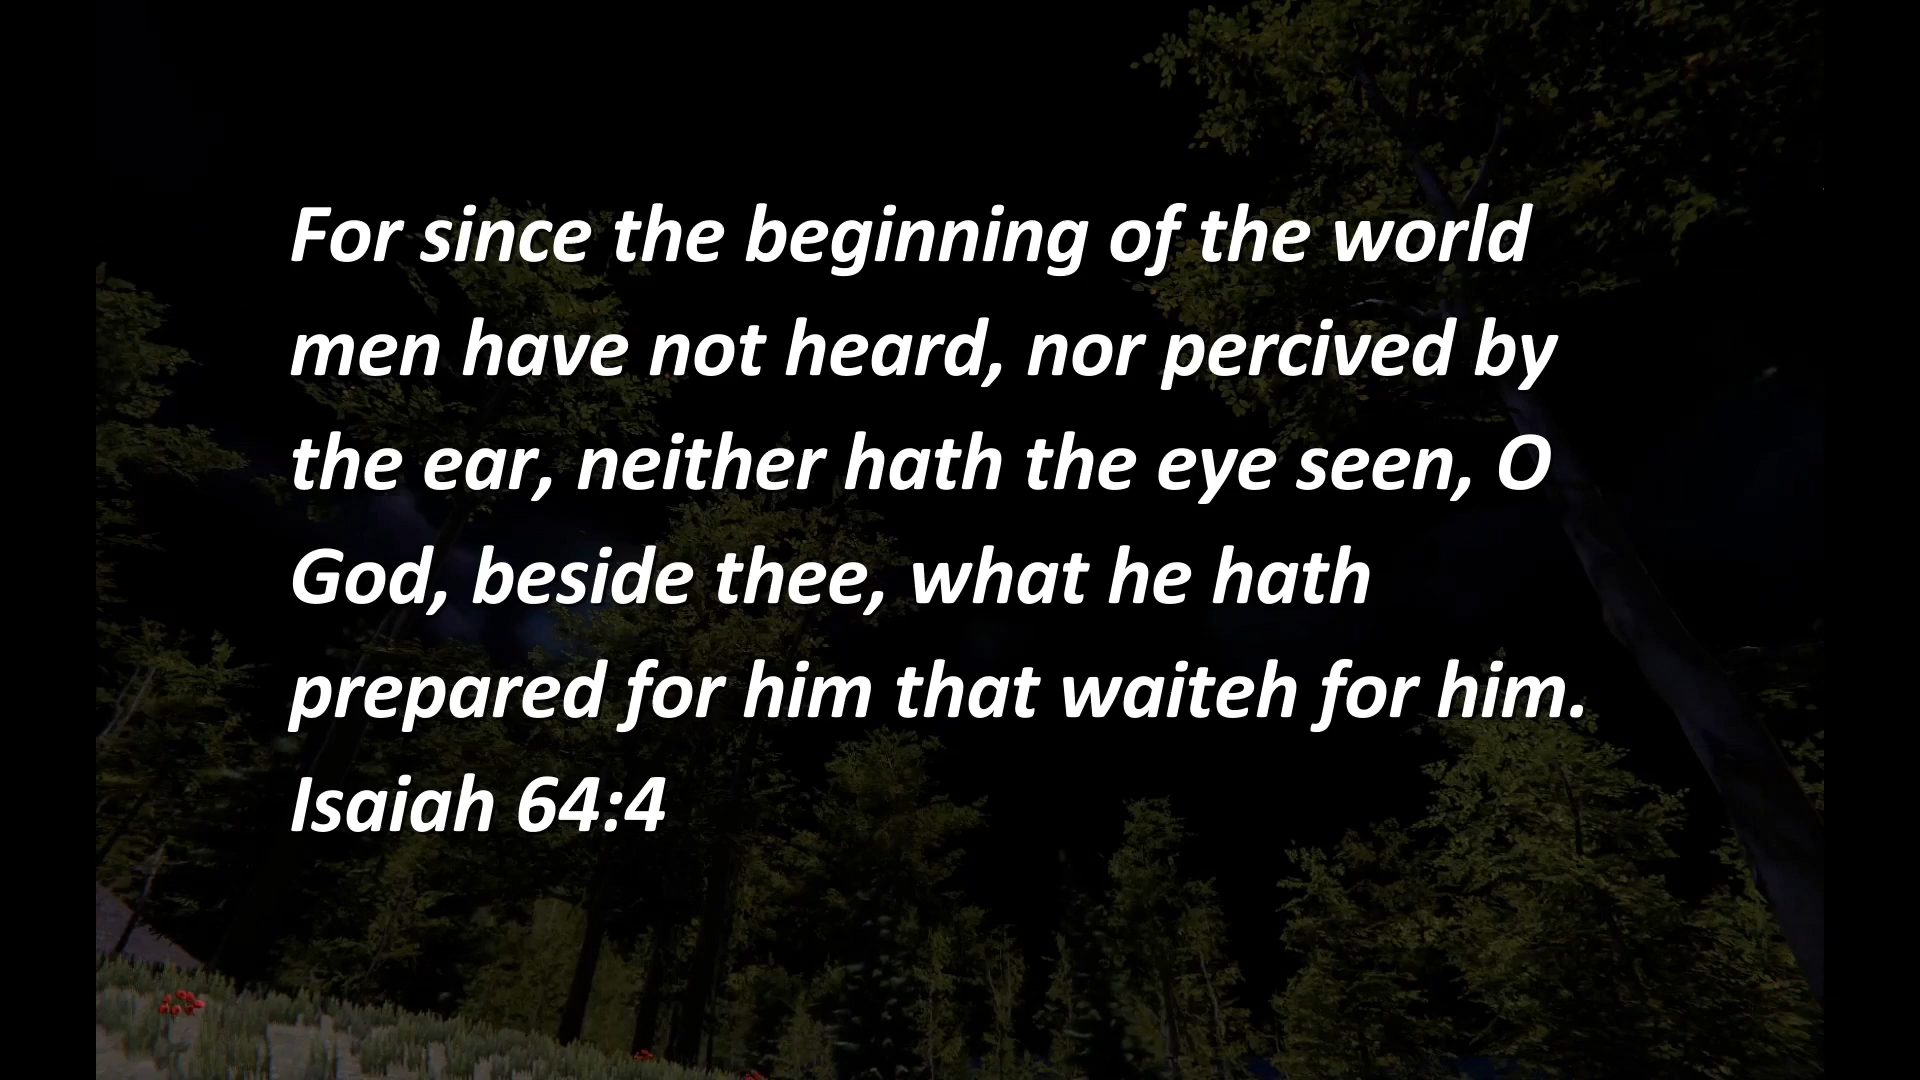 For since the beginning of the world
men have not heard, nor percived by
the ear, neither hath the eye seen, O
God, beside thee, what he hath
prepared for him that waiteh for him.
Isaiah 64:4